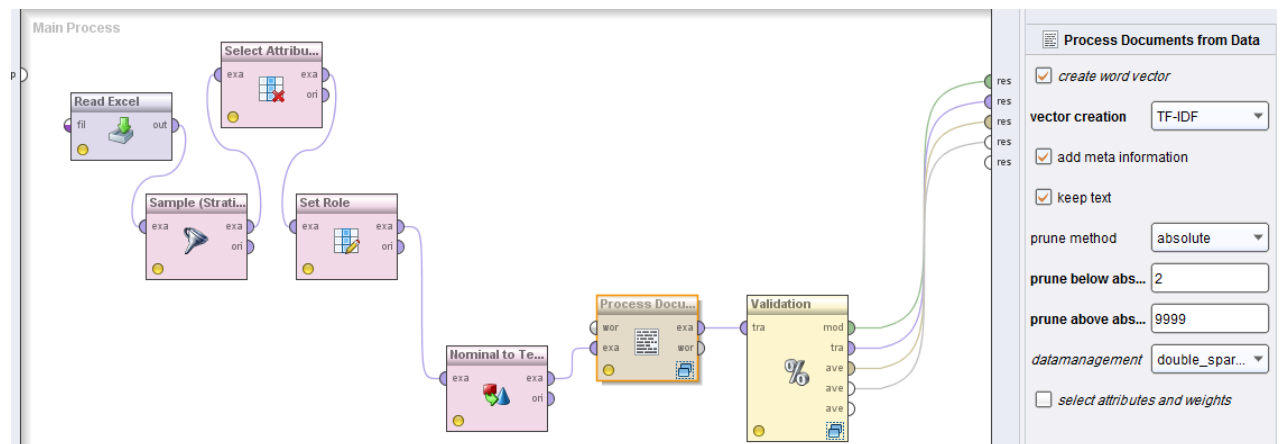 Main Process
Process Documents from Data
Select Attribu...
exa exa
ori
p
create word vector
res
res
res
res
res
Read Excel
fil out
vector creation TF-IDF
add meta information
keep text
Sample (Strati...
exa exa
ori
Set Role
exa exa
ori
prune method absolute
prune below abs... 2
prune above abs... 9999
Process Docu...
wor exa
exa wor
Validation
tra mod
tra
ave
ave
ave
%
Nominal to Te...
exa exa
ori
datamanagement double_spar...
select attributes and weights